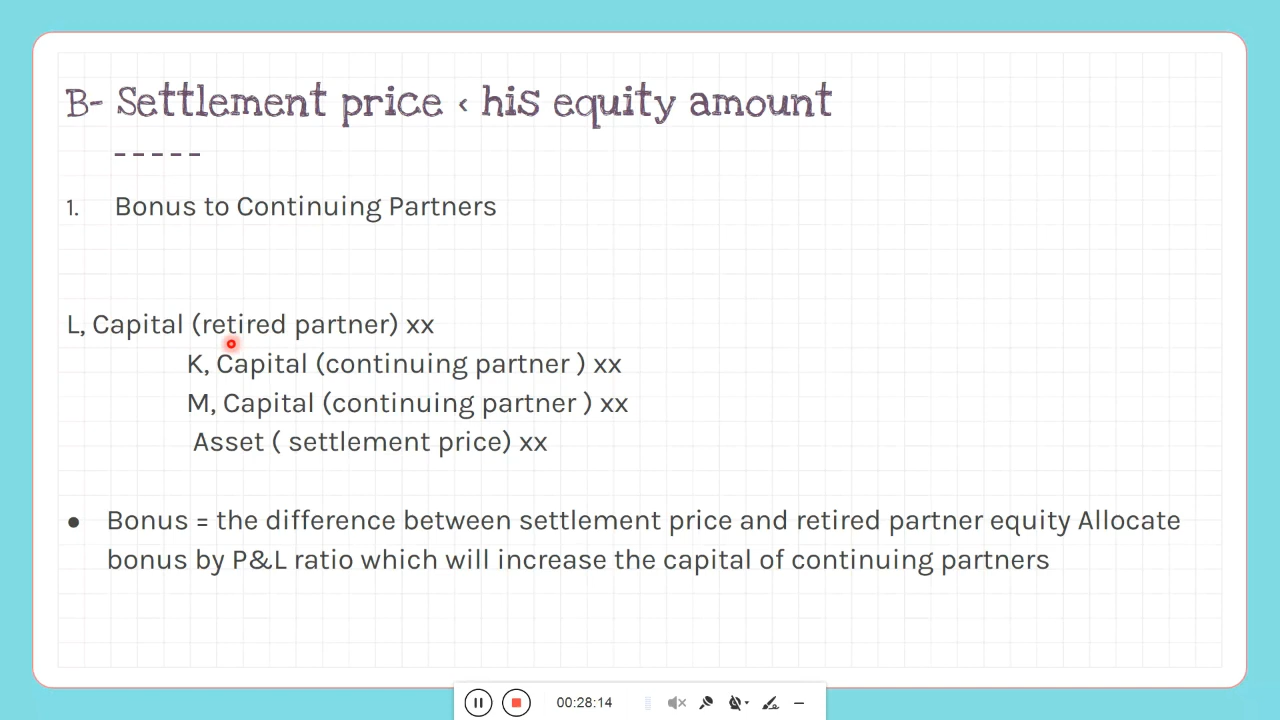 B- Settlement price < his equity amount
-----
1. Bonus to Continuing Partners
L, Capital (retired partner) xx
K, Capital (continuing partner ) xx
M, Capital (continuing partner ) xx
Asset ( settlement price) xx
● Bonus = the difference between settlement price and retired partner equity Allocate
bonus by P&L ratio which will increase the capital of continuing partners
00:28:14